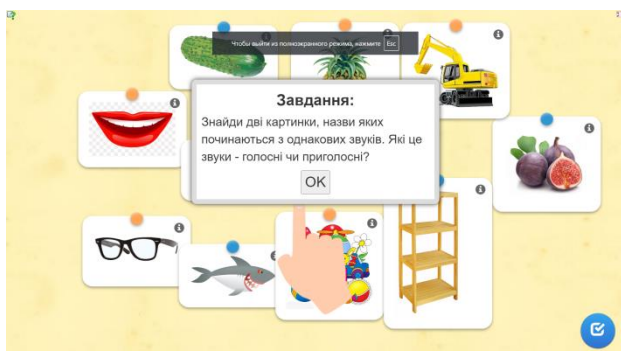 Чтобы выйти из полноэкранного режима, нажмите Esc
Завдання:
Знайди дві картинки, назви яких
починаються з однакових звуків. Які це
звуки - голосні чи приголосні?
OK